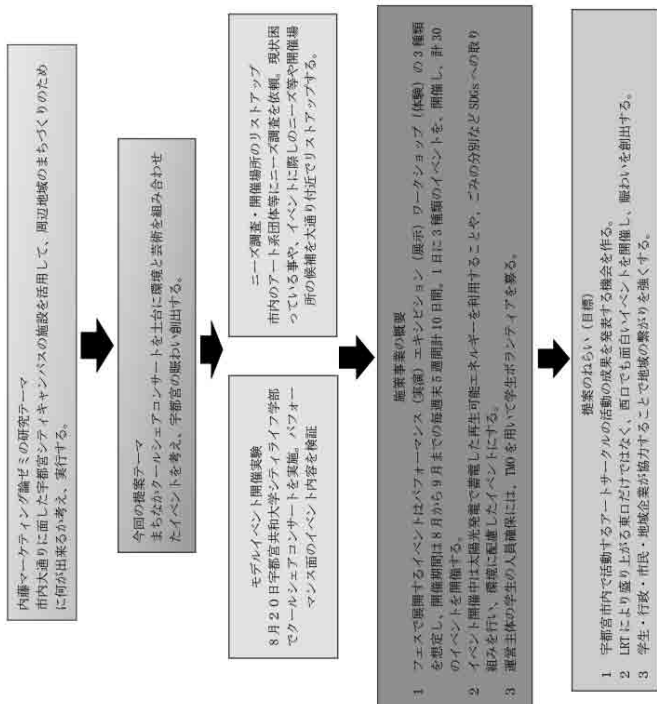 内藤マーケティング論ゼミの研究テーマ
市内大通りに面した宇都宮シティキャンパスの施設を活用して、周辺地域のまちづくりのため
に何が出来るか考え、実行する。
今回の提案テーマ
まちなかクールシェアコンサートを土台に環境と芸術を組み合わせ
たイベントを考え、宇都宮の賑わい創出する。
モデルイベント開催実験
8月20日宇都宮共和大学シティライフ学部
でクールシェアコンサートを実施。パフォー
マンス面のイベント内容を検証
ニーズ調査・開催場所のリストアップ
市内のアート系団体等にニーズ調査を依頼。現状困
っている事や、イベントに際しのニーズ等や開催場
所の候補を大通り付近でリストアップする。
施策事業の概要
1 フェスで展開するイベントはパフォーマンス（実演）エキシビション（展示）ワークショップ（体験）の3種類
を想定し、開催期間は8月から9月までの毎週末5週間計10日間。1日に3種類のイベントを、開催し、計30
のイベントを開催する。
2 イベント開催中は太陽光発電で蓄電した再生可能エネルギーを利用することや、ごみの分別などSDGsへの取り
組みを行い、環境に配慮したイベントにする。
3 運営主体の学生の人員確保には、TMOを用いて学生ボランティアを募る。
提案のねらい（目標）
1 宇都宮市内で活動するアートサークルの活動の成果を発表する機会を作る。
2 LRTにより盛り上がる東口だけではなく、西口でも面白いイベントを開催し、賑わいを創出する。
3 学生・行政・市民・地域企業が協力することで地域の繋がりを強くする。